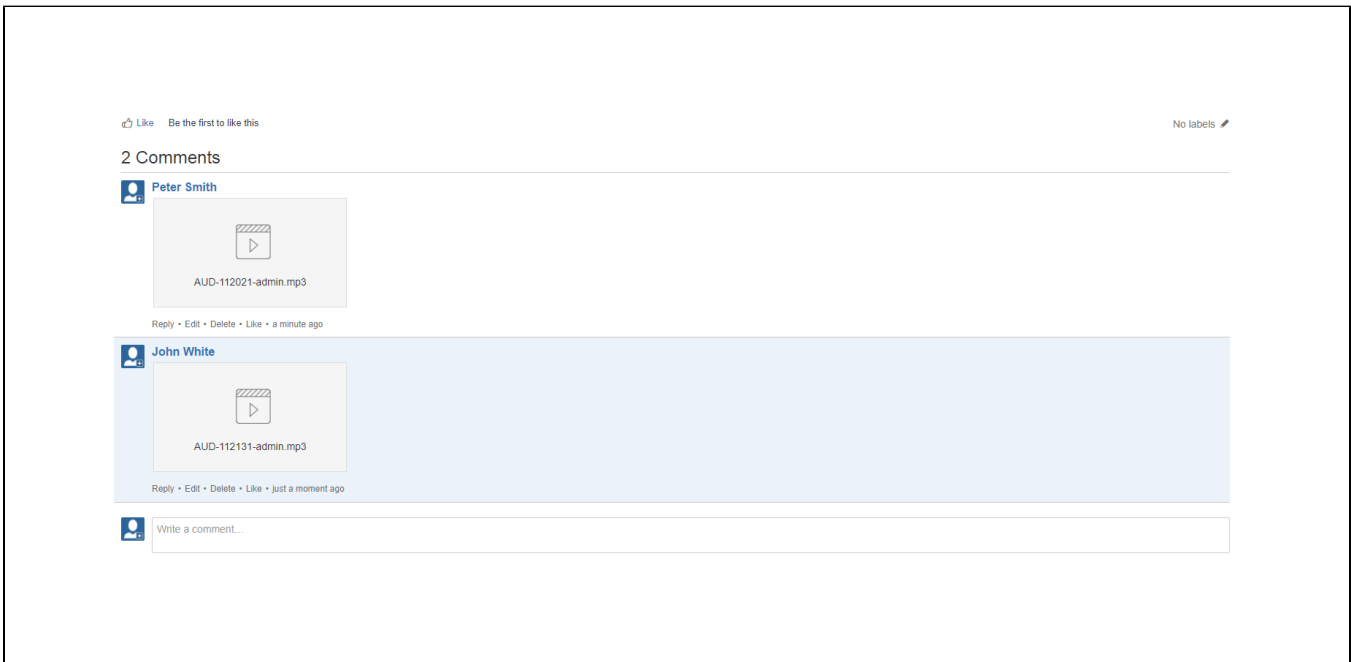 Like Be the first to like this No labels
2 Comments
Peter Smith
AUD-112021-admin.mp3
Reply • Edit • Delete • Like • a minute ago
John White
AUD-112131-admin.mp3
Reply • Edit • Delete • Like • just a moment ago
Write a comment...